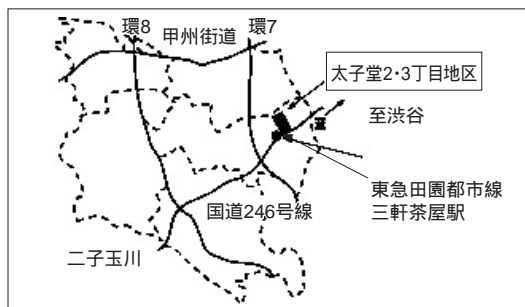 環8
甲州街道
環7
太子堂2・3丁目地区
至渋谷
東急田園都市線
三軒茶屋駅
国道246号線
二子玉川